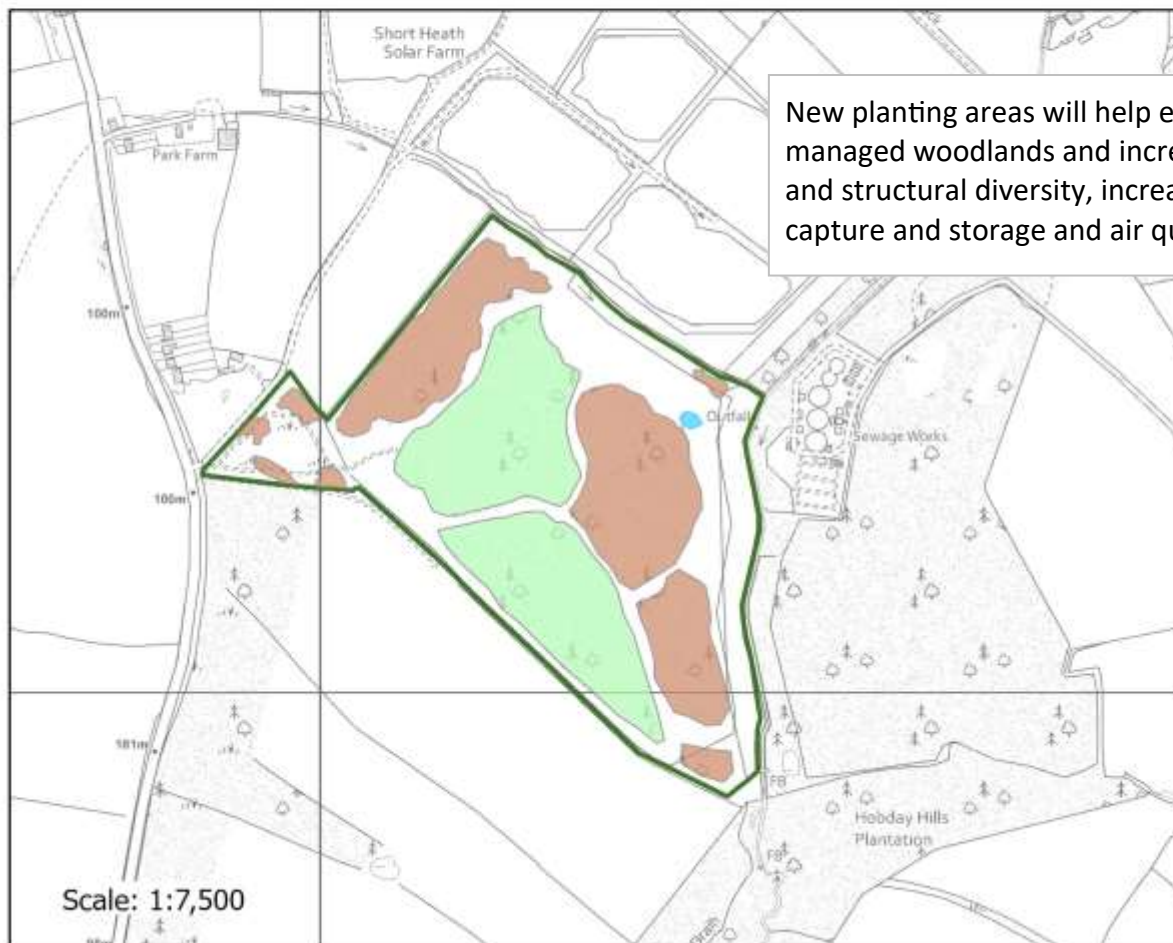 Short Heath
Solar Farm
New planting areas will help e
managed woodlands and incre
and structural diversity, increa
capture and storage and air qu
Park Farm
100m
Outfall
Sewage Works
100m
181m
FB
Hobday Hills
Plantation
FB
Scale: 1:7,500
Drain